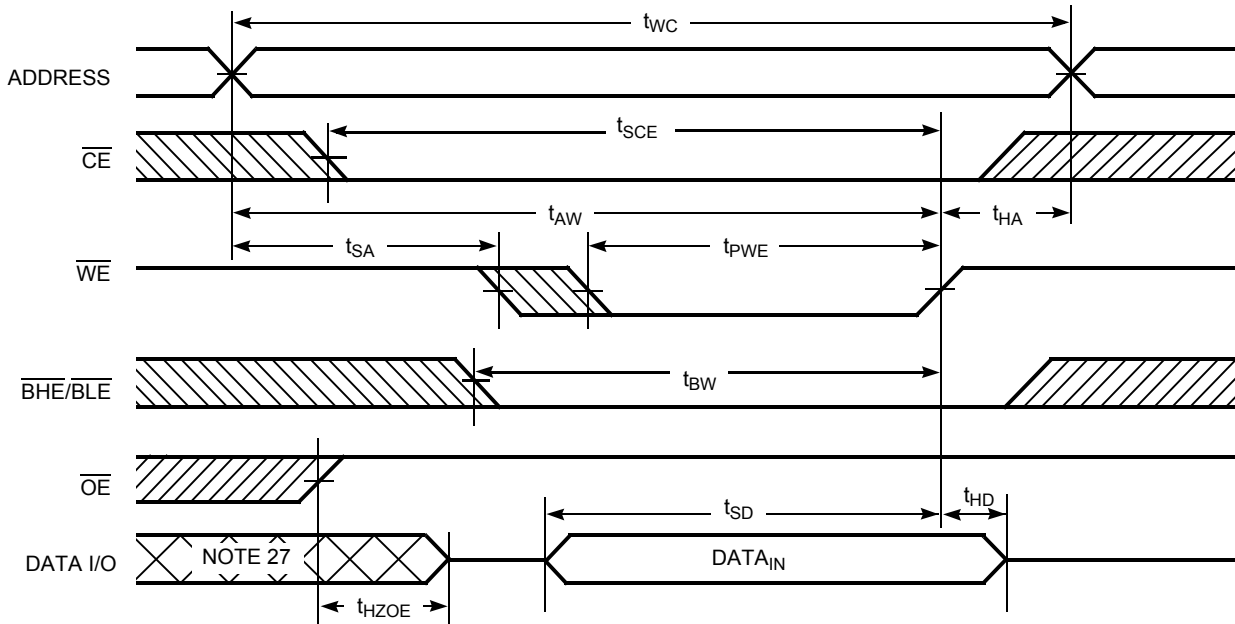 tWC
ADDRESS
tSCE
CE
tAW
tHA
tSA
tPWE
WE
tBW
BHE/BLE
OE
tSD
tHD
DATA I/O
NOTE 27
DATAIN
tHZOE